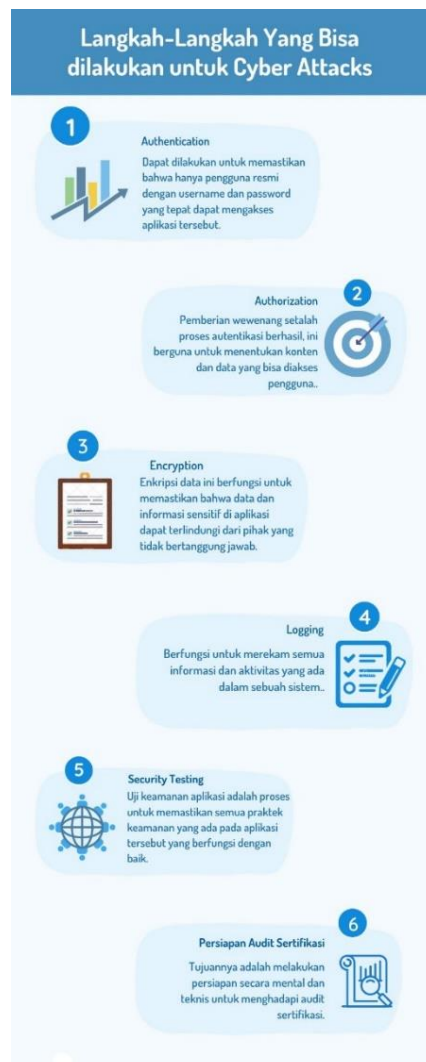 Langkah-Langkah Yang Bisa
dilakukan untuk Cyber Attacks
1
Authentication
Dapat dilakukan untuk memastikan
bahwa hanya pengguna resmi
dengan username dan password
yang tepat dapat mengakses
aplikasi tersebut.
2
Authorization
Pemberian wewenang setalah
proses autentikasi berhasil, ini
berguna untuk menentukan konten
dan data yang bisa diakses
pengguna..
3
Encryption
Enkripsi data ini berfungsi untuk
memastikan bahwa data dan
informasi sensitif di aplikasi
dapat terlindungi dari pihak yang
tidak bertanggung jawab.
4
Logging
Berfungsi untuk merekam semua
informasi dan aktivitas yang ada
dalam sebuah sistem..
5
Security Testing
Uji keamanan aplikasi adalah proses
untuk memastikan semua praktek
keamanan yang ada pada aplikasi
tersebut yang berfungsi dengan
baik.
6
Persiapan Audit Sertifikasi
Tujuannya adalah melakukan
persiapan secara mental dan
teknis untuk menghadapi audit
sertifikasi.